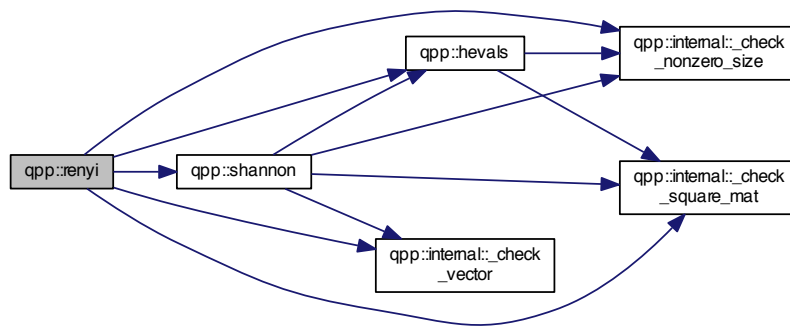 qpp::renyi
qpp::shannon
qpp::hevals
qpp::internal::_check
_vector
qpp::internal::_check
_nonzero_size
qpp::internal::_check
_square_mat